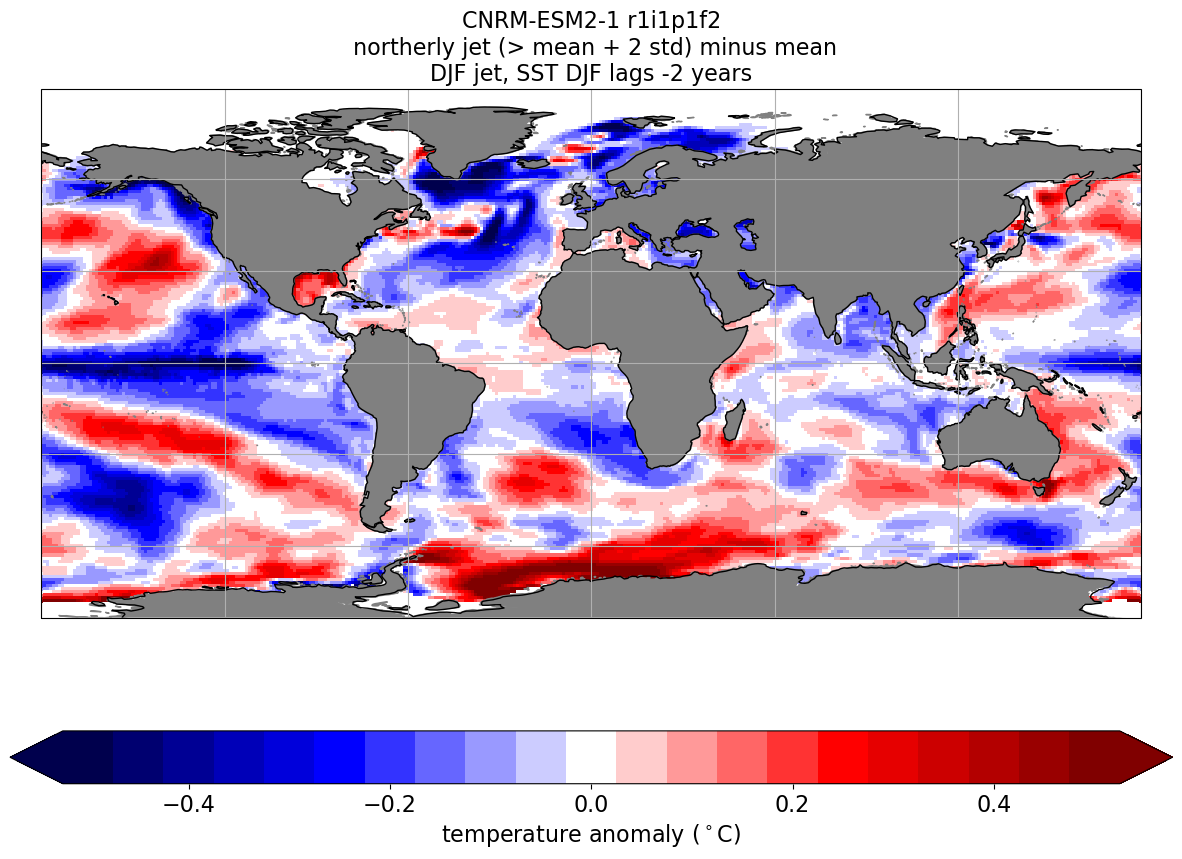 CNRM-ESM2-1 r1i1p1f2
northerly jet (> mean + 2 std) minus mean
DJF jet, SST DJF lags -2 years
−0.4 −0.2 0.0 0.2 0.4
temperature anomaly (°C)